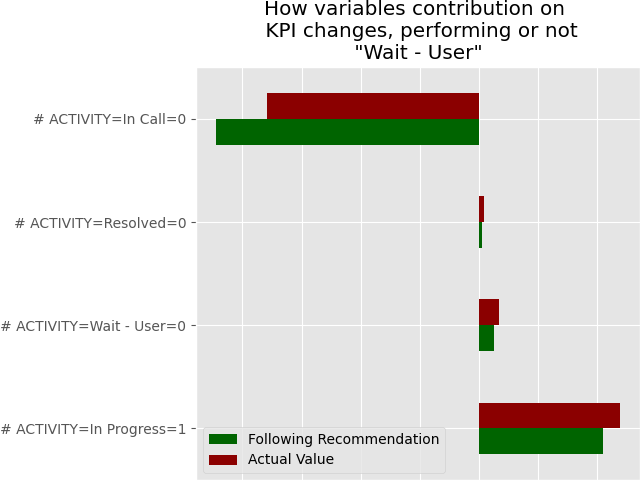 How variables contribution on
KPI changes, performing or not
"Wait - User"
# ACTIVITY=In Call=0
# ACTIVITY=Resolved=0
# ACTIVITY=Wait - User=0
# ACTIVITY=In Progress=1
Following Recommendation
Actual Value